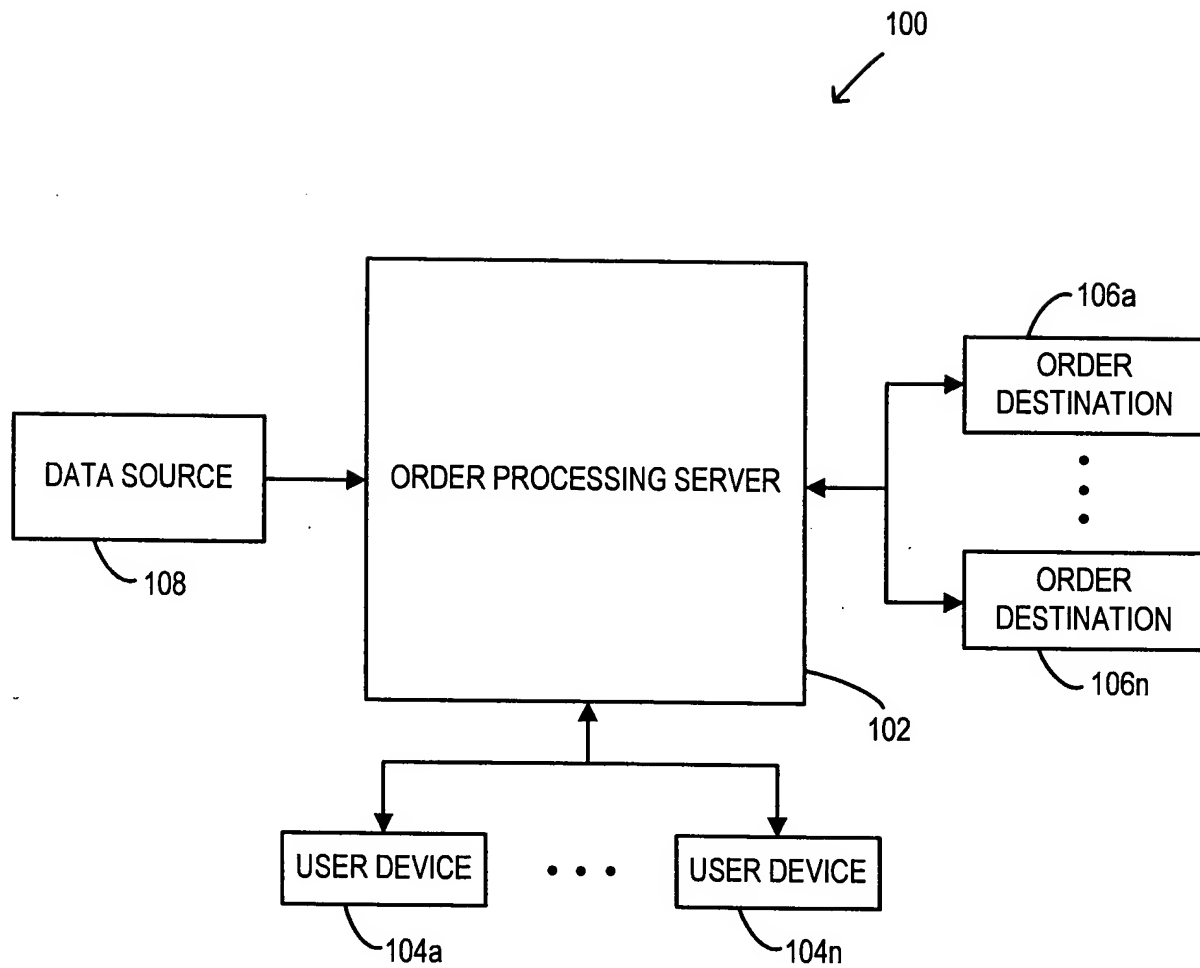 100
106a
ORDER
DESTINATION
DATA SOURCE
ORDER PROCESSING SERVER
108
ORDER
DESTINATION
106n
102
USER DEVICE
USER DEVICE
104a
104n